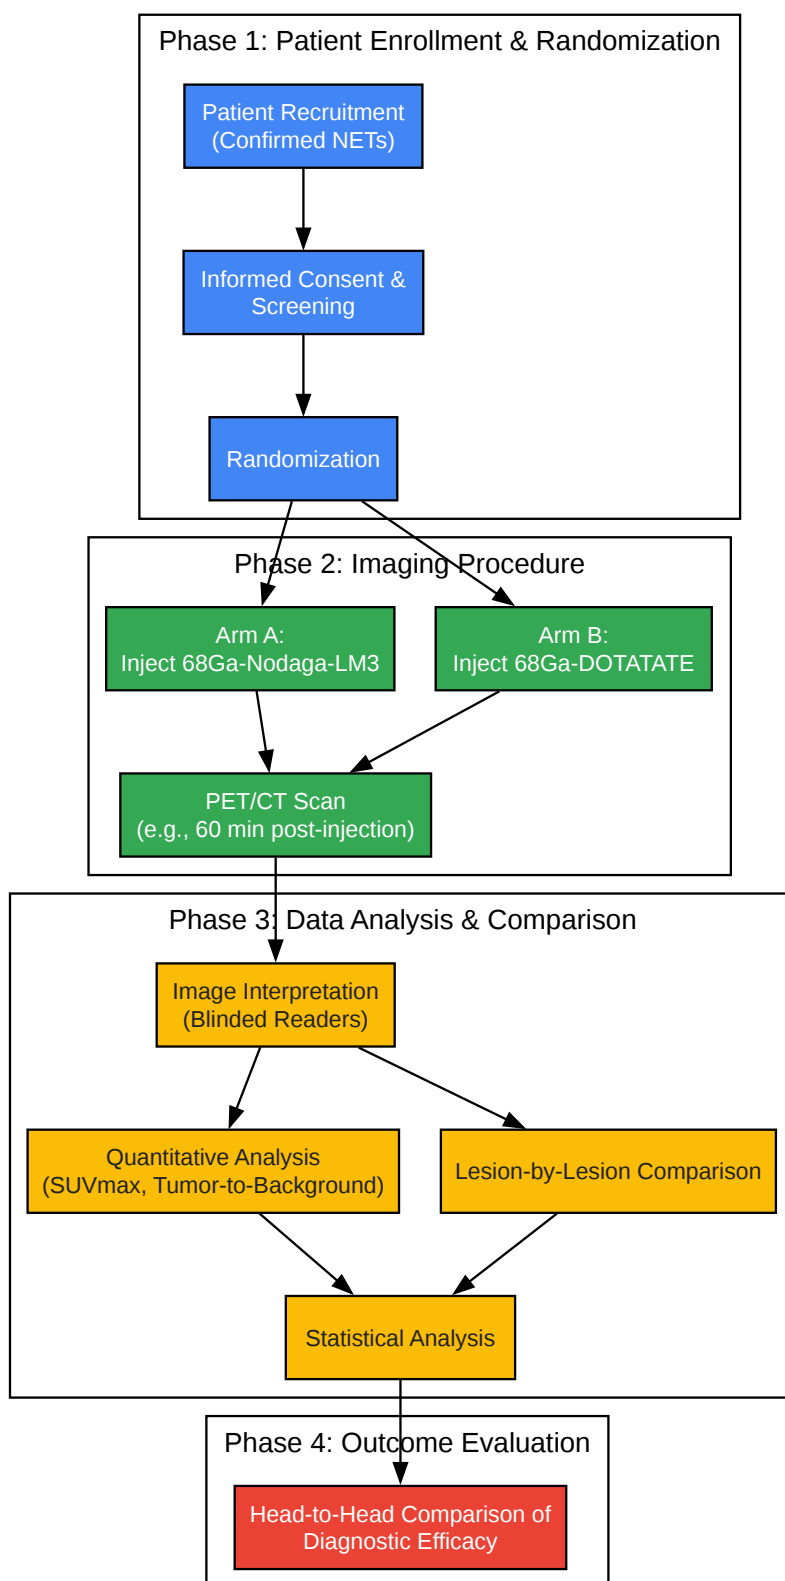 Phase 1: Patient Enrollment & Randomization
Patient Recruitment
(Confirmed NETs)
Informed Consent &
Screening
Randomization
Phase 2: Imaging Procedure
Arm A:
Inject 68Ga-Nodaga-LM3
Arm B:
Inject 68Ga-DOTATATE
PET/CT Scan
(e.g., 60 min post-injection)
Phase 3: Data Analysis & Comparison
Image Interpretation
(Blinded Readers)
Quantitative Analysis
(SUVmax, Tumor-to-Background)
Lesion-by-Lesion Comparison
Statistical Analysis
Phase 4: Outcome Evaluation
Head-to-Head Comparison of
Diagnostic Efficacy